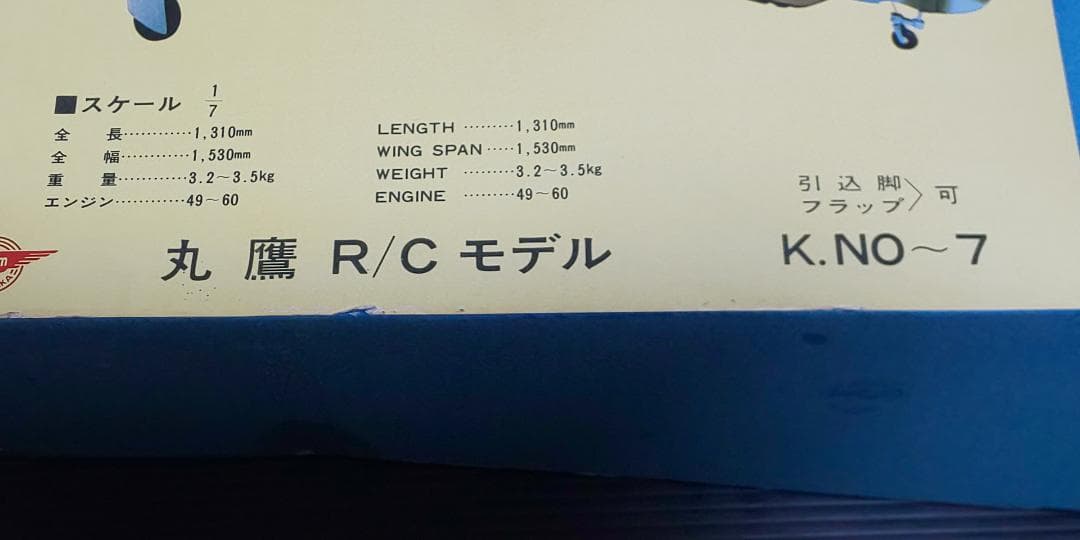 ■スケール 1/7
全長…………1,310mm
全幅…………1,530mm
重量…………3.2〜3.5kg
エンジン…………49〜60
LENGTH ………1,310mm
WING SPAN ……1,530mm
WEIGHT ………3.2〜3.5kg
ENGINE ………49〜60
引込脚
フラップ〉可
丸鷹 R/C モデル
K.NO〜7